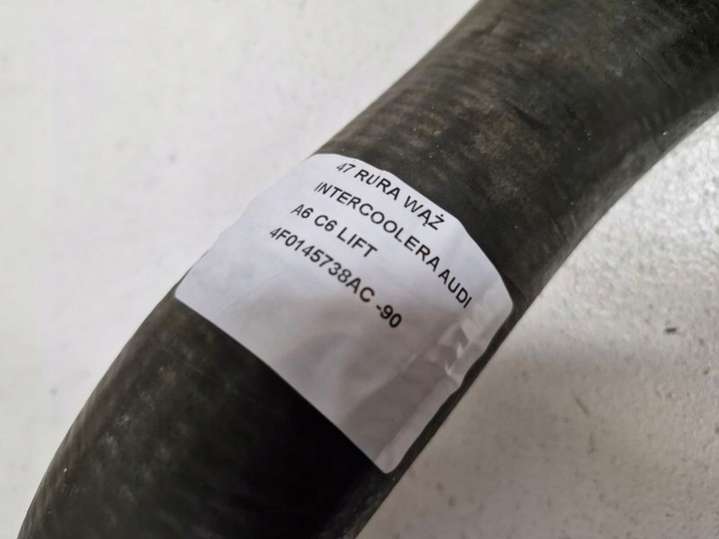 47 RURA WĄŻ
INTERCOOLERA AUDI
A6 C6 LIFT
4F0145738AC -90